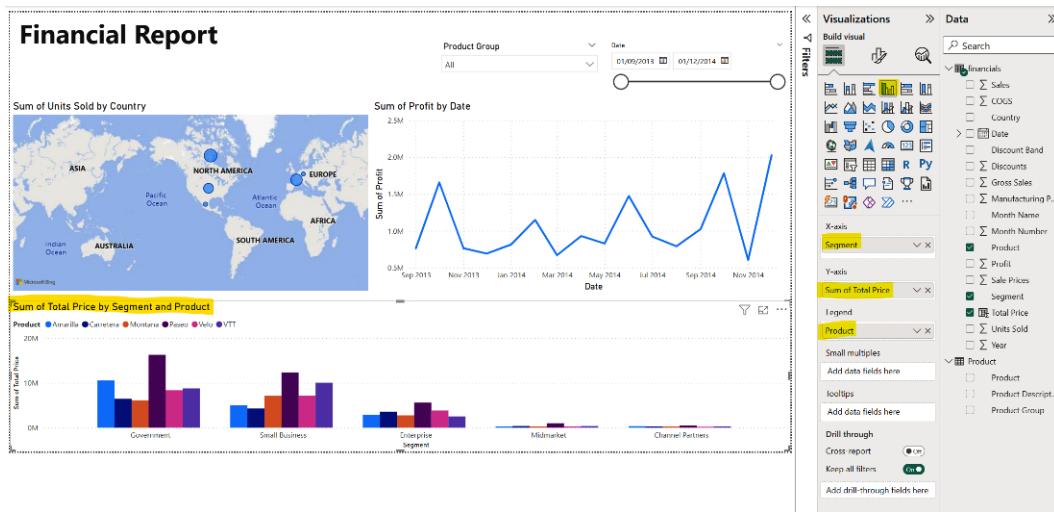 Financial Report
Product Group
All
Date
01/09/2013
01/12/2014
Sum of Units Sold by Country
ASIA
NORTH AMERICA
EUROPE
Pacific
Ocean
Atlantic
Ocean
AFRICA
Indian
Ocean
AUSTRALIA
SOUTH AMERICA
Microsoft Bing
Sum of Profit by Date
Sum of Profit
2.5M
2.0M
1.5M
1.0M
0.5M
Sep 2013
Nov 2013
Jan 2014
Mar 2014
May 2014
Jul 2014
Sep 2014
Nov 2014
Date
Sum of Total Price by Segment and Product
Product Amarilla Carretera Montana Paseo Velo VTT
Sum of Total Price
20M
10M
0M
Government
Small Business
Enterprise
Midmarket
Channel Partners
Segment
Filters
Visualizations
Build visual
R
Py
X-axis
Segment
Y-axis
Sum of Total Price
Legend
Product
Small multiples
Add data fields here
Tooltips
Add data fields here
Drill through
Cross-report
Off
Keep all filters
On
Add drill-through fields here
Data
Search
financials
Sales
COGS
Country
Date
Discount Band
Discounts
Gross Sales
Manufacturing P...
Month Name
Month Number
Product
Profit
Sale Prices
Segment
Total Price
Units Sold
Year
Product
Product
Product Descript...
Product Group